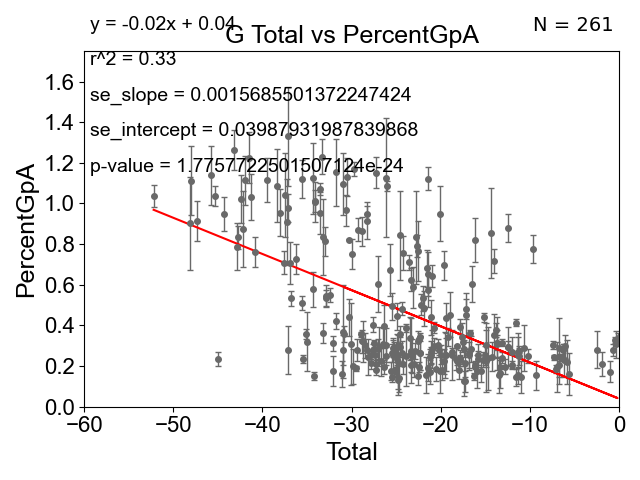 y = -0.02x + 0.04
G Total vs PercentGpA
N = 261
r^2 = 0.33
se_slope = 0.0015685501372247424
se_intercept = 0.03987931987839868
p-value = 1.7757722501507124e-24
PercentGpA
1.6
1.4
1.2
1.0
0.8
0.6
0.4
0.2
0.0
−60 −50 −40 −30 −20 −10 0
Total